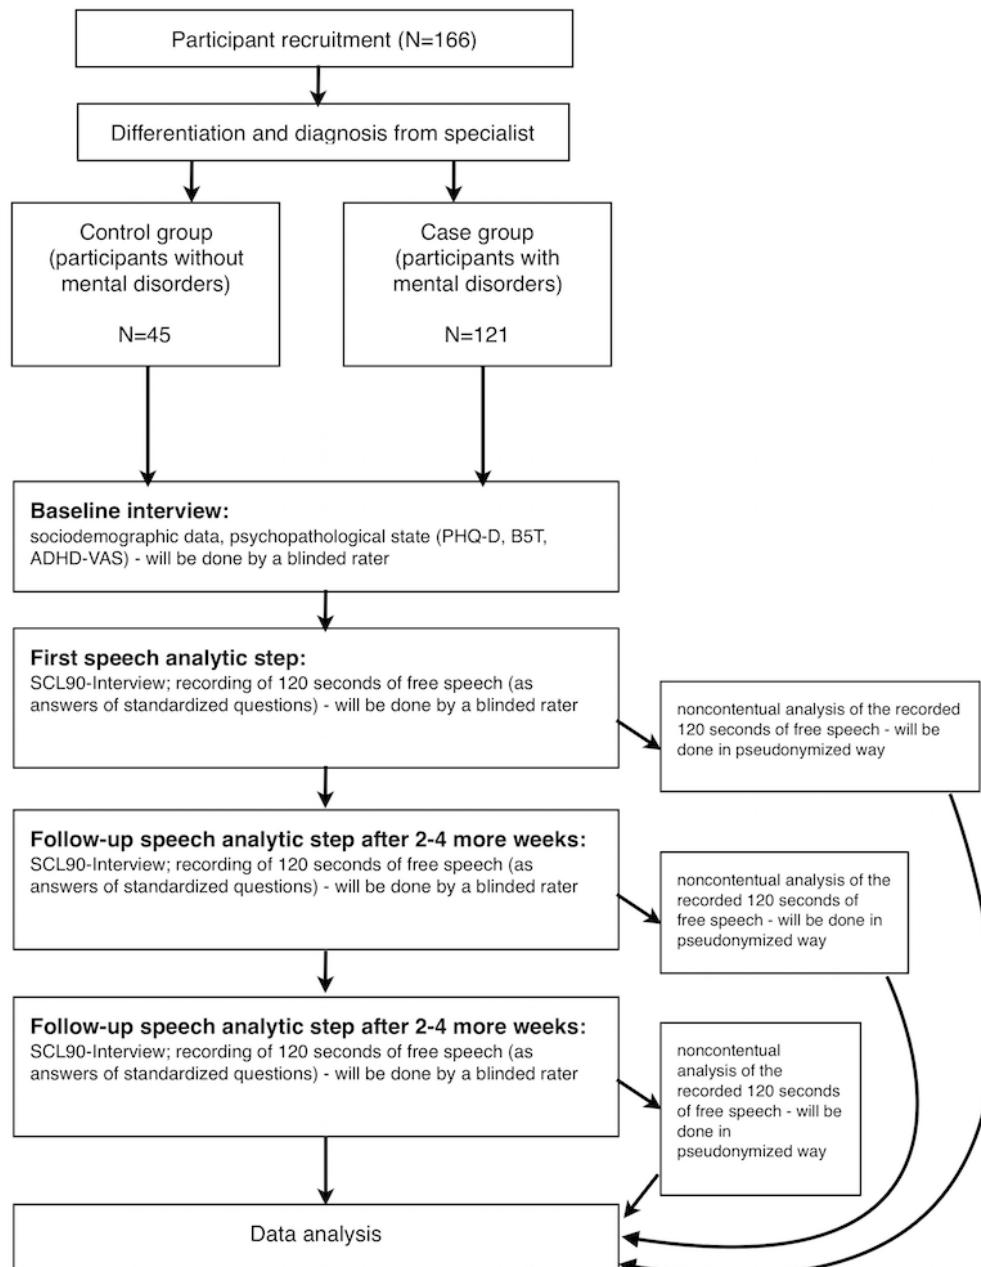 Participant recruitment (N=166)
Differentiation and diagnosis from specialist
Control group
(participants without
mental disorders)
N=45
Case group
(participants with
mental disorders)
N=121
Baseline interview:
sociodemographic data, psychopathological state (PHQ-D, B5T,
ADHD-VAS) - will be done by a blinded rater
First speech analytic step:
SCL90-Interview; recording of 120 seconds of free speech (as
answers of standardized questions) - will be done by a blinded rater
noncontentual analysis of the recorded
120 seconds of free speech - will be
done in pseudonymized way
Follow-up speech analytic step after 2-4 more weeks:
SCL90-Interview; recording of 120 seconds of free speech (as
answers of standardized questions) - will be done by a blinded rater
noncontentual analysis of the
recorded 120 seconds of
free speech - will be done in
pseudonymized way
Follow-up speech analytic step after 2-4 more weeks:
SCL90-Interview; recording of 120 seconds of free speech (as
answers of standardized questions) - will be done by a blinded rater
noncontentual
analysis of the
recorded 120 seconds
of free speech - will be
done in
pseudonymized way
Data analysis